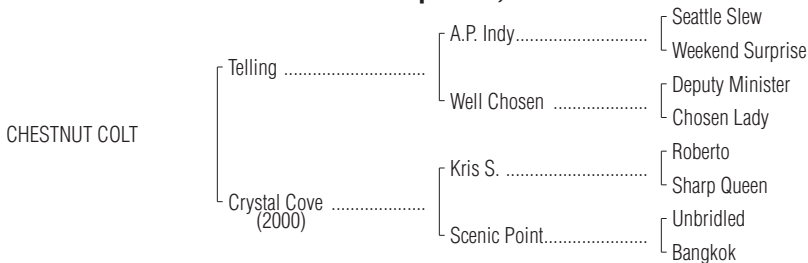 Seattle Slew
A.P. Indy..............................
Weekend Surprise
Telling ..............................
Deputy Minister
Well Chosen .....................
Chosen Lady
CHESTNUT COLT
Roberto
Kris S. ..............................
Sharp Queen
Crystal Cove ....................
(2000)
Unbridled
Scenic Point.......................
Bangkok